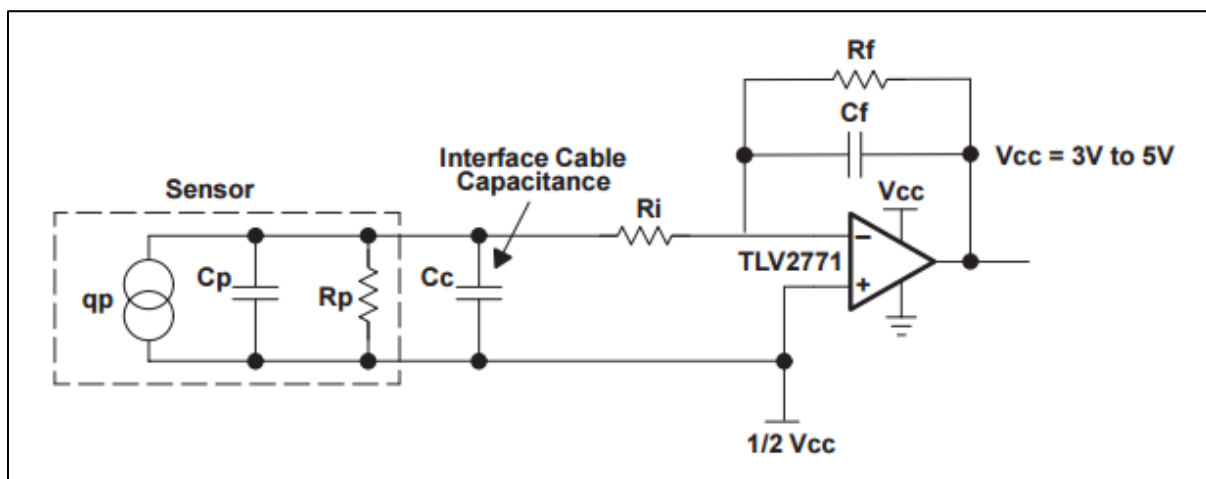 Rf
Cf
Vcc = 3V to 5V
Interface Cable
Capacitance
Sensor
Vcc
Ri
−
TLV2771
Cp
Cc
qp
Rp
+
1/2 Vcc